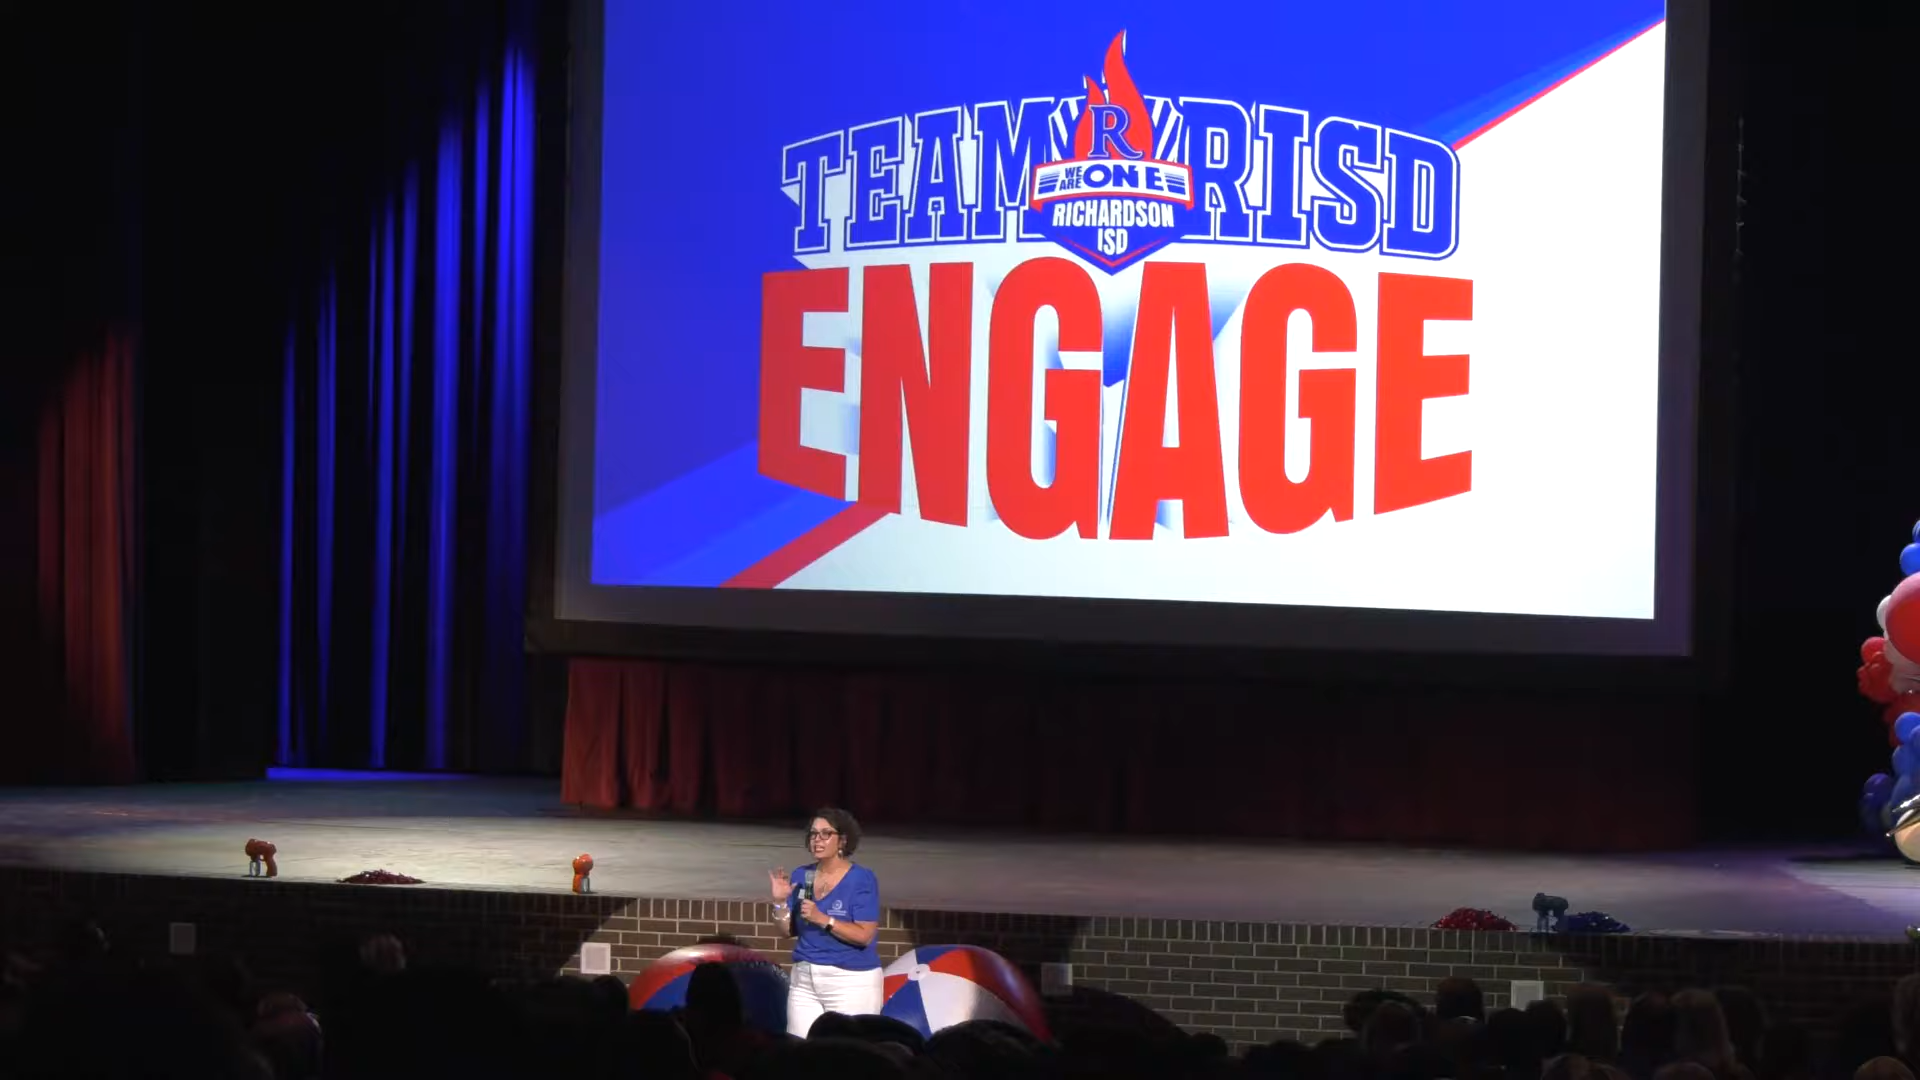 TEAM R RISD
WE ARE ONE
RICHARDSON
ISD
ENGAGE